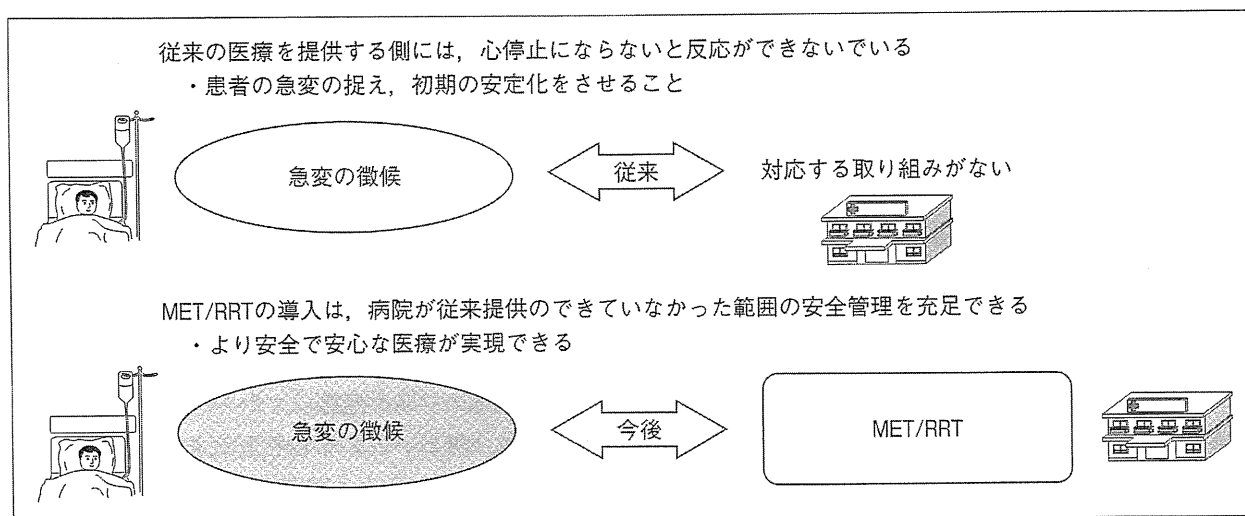 従来の医療を提供する側には，心停止にならないと反応ができないでいる
・患者の急変の捉え，初期の安定化をさせること
急変の徴候
従来
対応する取り組みがない
MET/RRTの導入は，病院が従来提供のできていなかった範囲の安全管理を充足できる
・より安全で安心な医療が実現できる
急変の徴候
今後
MET/RRT